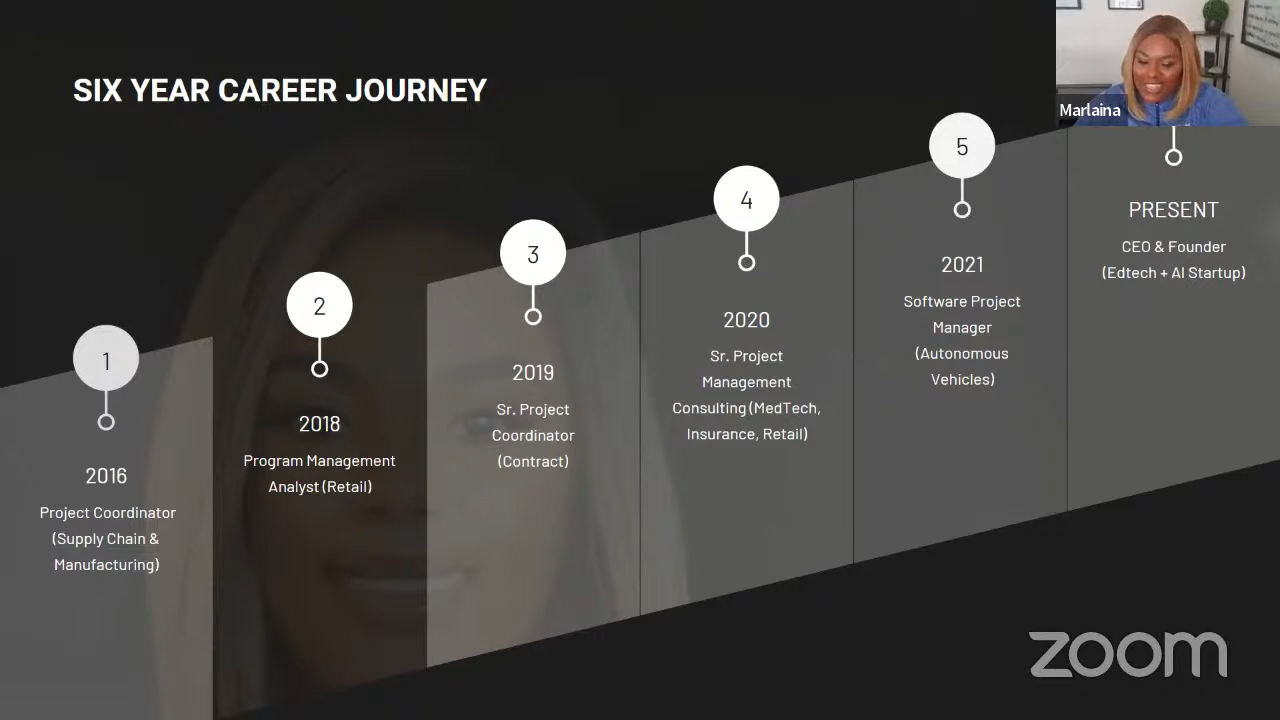 SIX YEAR CAREER JOURNEY
Marlaina
1
2016
Project Coordinator
(Supply Chain &
Manufacturing)
2
2018
Program Management
Analyst (Retail)
3
2019
Sr. Project
Coordinator
(Contract)
4
2020
Sr. Project
Management
Consulting (MedTech,
Insurance, Retail)
5
2021
Software Project
Manager
(Autonomous
Vehicles)
PRESENT
CEO & Founder
(Edtech + AI Startup)
zoom